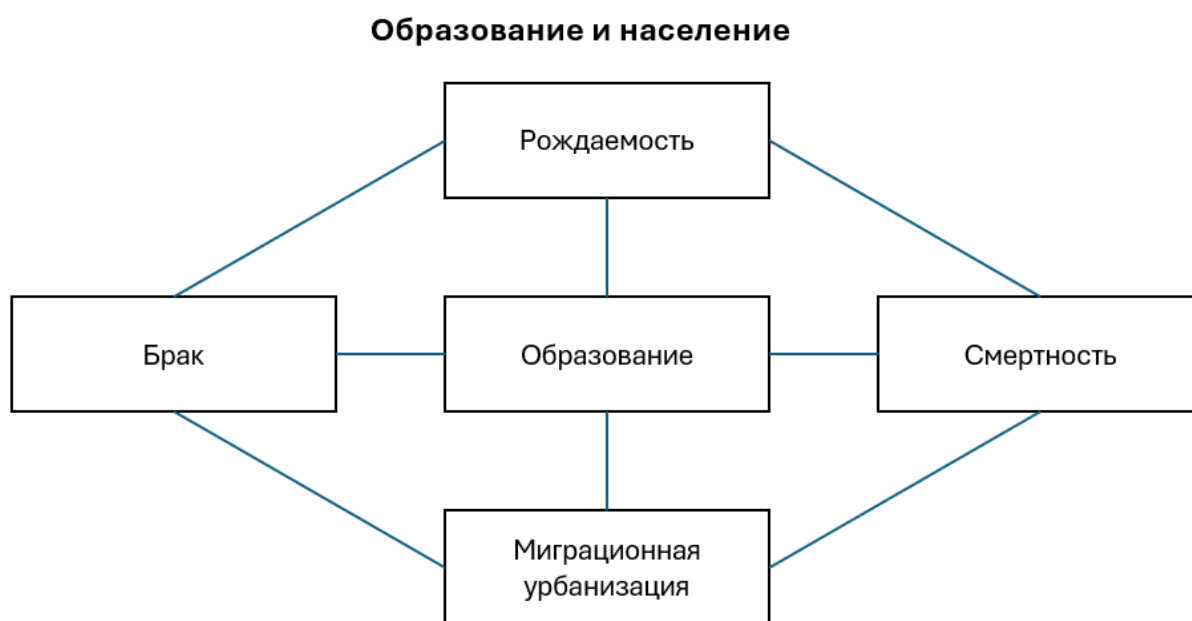 Образование и население
Рождаемость
Брак
Образование
Смертность
Миграционная
урбанизация